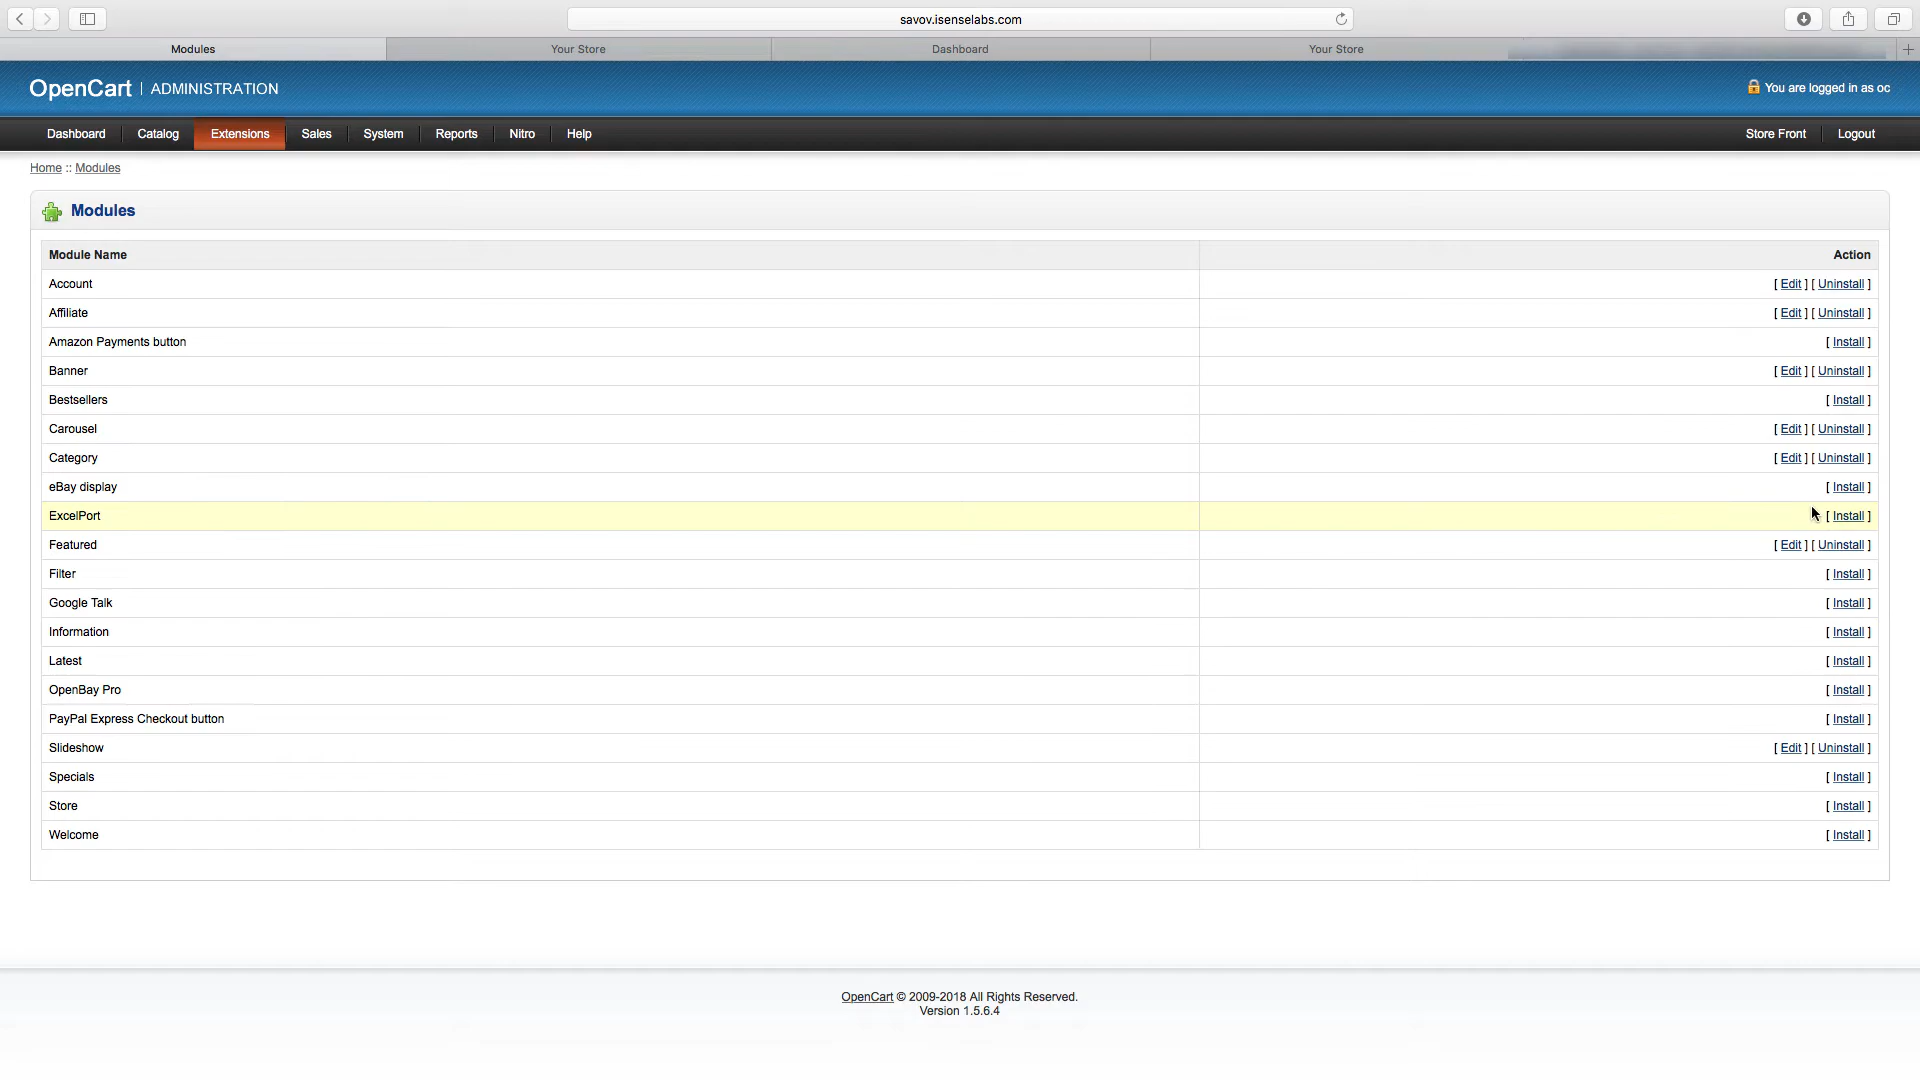 savov.isenselabs.com
Modules
Your Store
Dashboard
Your Store
OpenCart | ADMINISTRATION
You are logged in as oc
Dashboard
Catalog
Extensions
Sales
System
Reports
Nitro
Help
Store Front
Logout
Home :: Modules
Modules
Module Name Action
Account [ Edit ] [ Uninstall ]
Affiliate [ Edit ] [ Uninstall ]
Amazon Payments button [ Install ]
Banner [ Edit ] [ Uninstall ]
Bestsellers [ Install ]
Carousel [ Edit ] [ Uninstall ]
Category [ Edit ] [ Uninstall ]
eBay display [ Install ]
ExcelPort [ Install ]
Featured [ Edit ] [ Uninstall ]
Filter [ Install ]
Google Talk [ Install ]
Information [ Install ]
Latest [ Install ]
OpenBay Pro [ Install ]
PayPal Express Checkout button [ Install ]
Slideshow [ Edit ] [ Uninstall ]
Specials [ Install ]
Store [ Install ]
Welcome [ Install ]
OpenCart © 2009-2018 All Rights Reserved.
Version 1.5.6.4